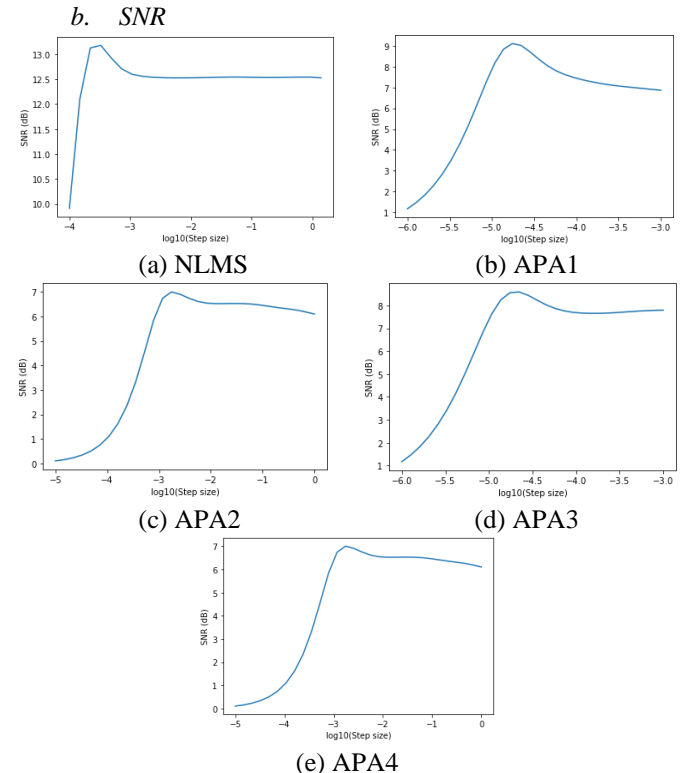 b. SNR
SNR (dB)
13.0
12.5
12.0
11.5
11.0
10.5
10.0
−4 −3 −2 −1 0
log10(Step size)
(a) NLMS
SNR (dB)
9
8
7
6
5
4
3
2
1
−6.0 −5.5 −5.0 −4.5 −4.0 −3.5 −3.0
log10(Step size)
(b) APA1
SNR (dB)
7
6
5
4
3
2
1
0
−5 −4 −3 −2 −1 0
log10(Step size)
(c) APA2
SNR (dB)
8
7
6
5
4
3
2
1
−6.0 −5.5 −5.0 −4.5 −4.0 −3.5 −3.0
log10(Step size)
(d) APA3
SNR (dB)
7
6
5
4
3
2
1
0
−5 −4 −3 −2 −1 0
log10(Step size)
(e) APA4